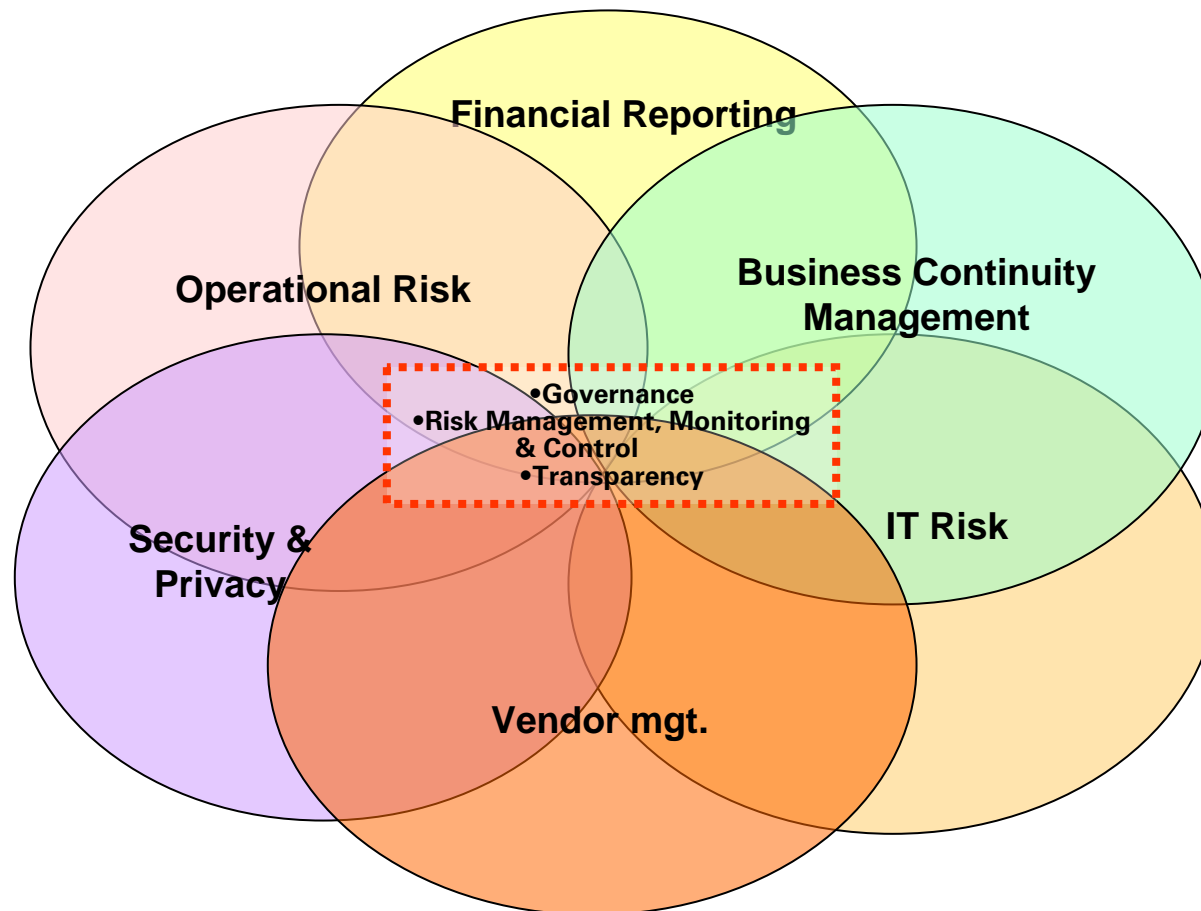 Financial Reporting
Operational Risk
Business Continuity
Management
•Governance
•Risk Management, Monitoring
& Control
•Transparency
Security &
Privacy
IT Risk
Vendor mgt.